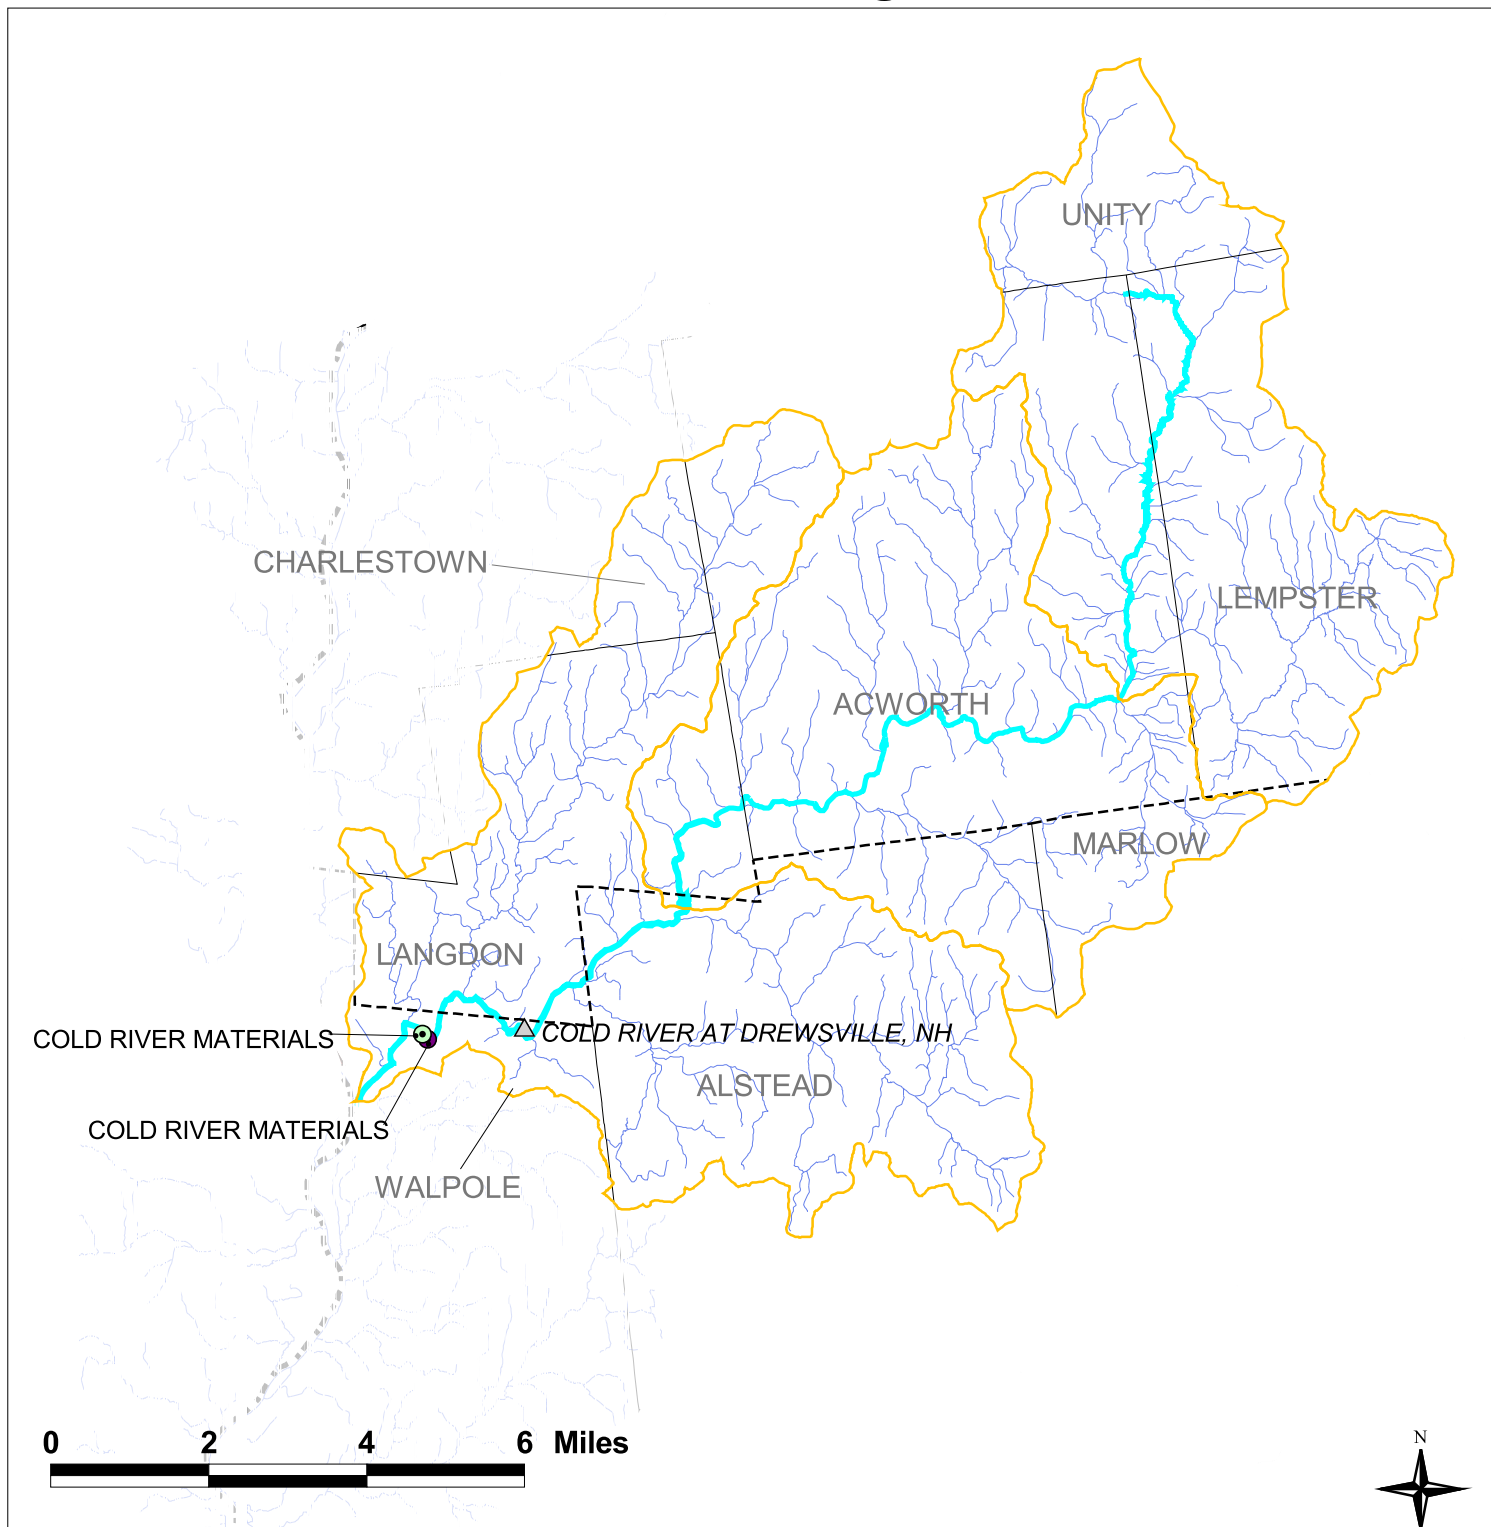 UNITY
CHARLESTOWN
LEMPSTER
ACWORTH
MARLOW
LANGDON
COLD RIVER MATERIALS
COLD RIVER AT DREWSVILLE, NH
ALSTEAD
COLD RIVER MATERIALS
WALPOLE
0 2 4 6 Miles
N